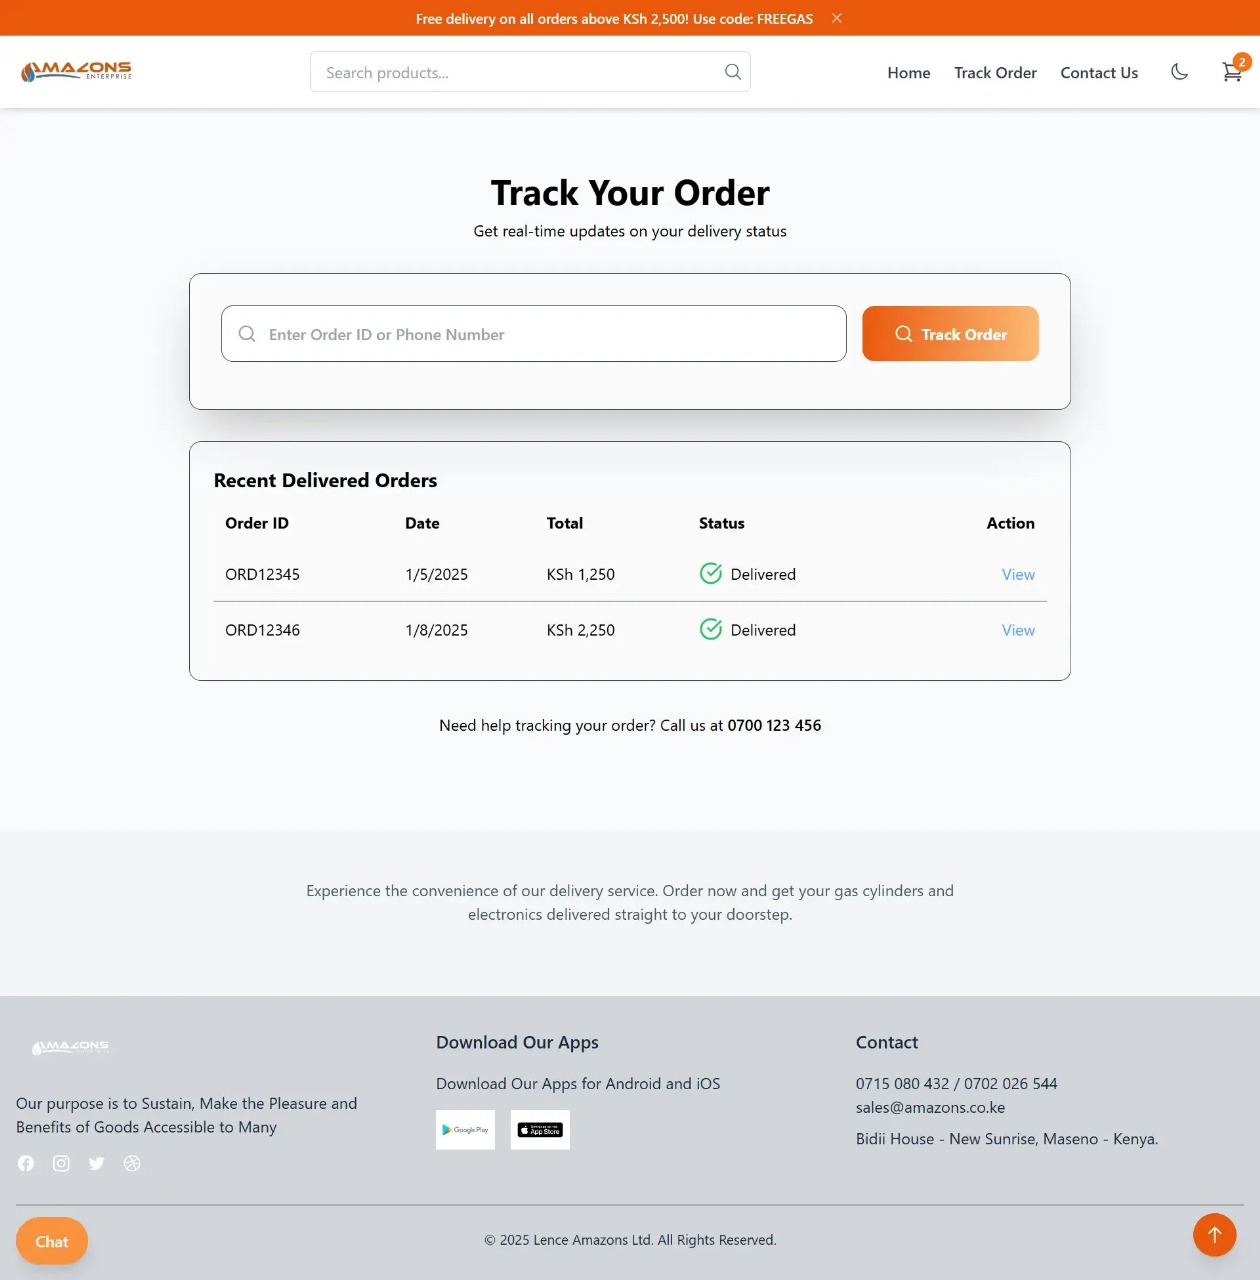 Free delivery on all orders above KSh 2,500! Use code: FREEGAS
AMAZONS
ENTERPRISE
Search products...
Home
Track Order
Contact Us
2
Track Your Order
Get real-time updates on your delivery status
Enter Order ID or Phone Number
Track Order
Recent Delivered Orders
Order ID Date Total Status Action
ORD12345 1/5/2025 KSh 1,250 Delivered View
ORD12346 1/8/2025 KSh 2,250 Delivered View
Need help tracking your order? Call us at 0700 123 456
Experience the convenience of our delivery service. Order now and get your gas cylinders and
electronics delivered straight to your doorstep.
AMAZONS
Our purpose is to Sustain, Make the Pleasure and
Benefits of Goods Accessible to Many
Download Our Apps
Download Our Apps for Android and iOS
Google Play
Download on the
App Store
Contact
0715 080 432 / 0702 026 544
sales@amazons.co.ke
Bidii House - New Sunrise, Maseno - Kenya.
Chat
© 2025 Lence Amazons Ltd. All Rights Reserved.